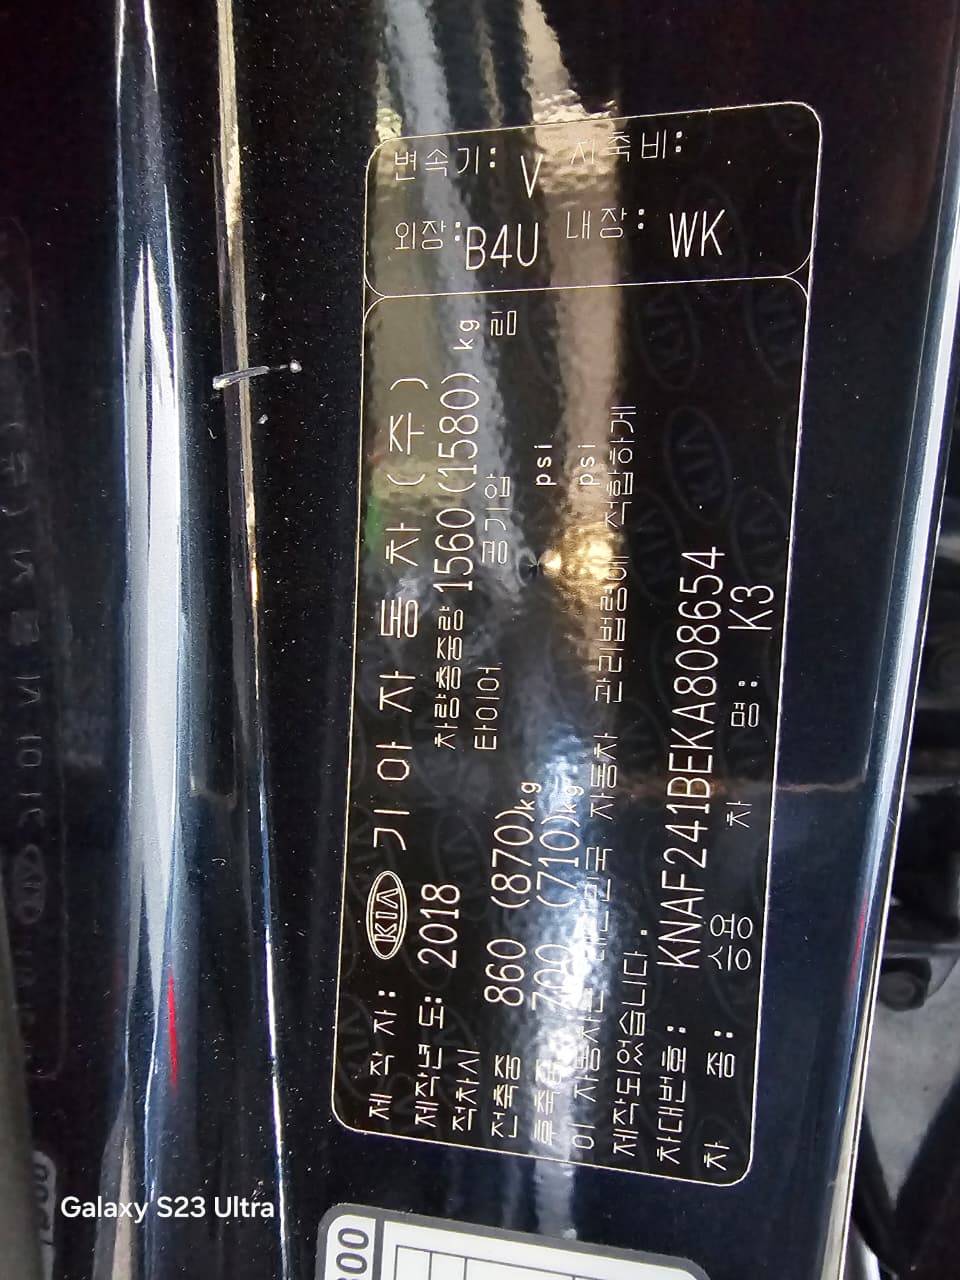 KIA 기아자동차(주)
제 작 자:
제작년도: 2018 차량총중량 1560(1580) kg
적차시 타이어 공기압 림
전축중 860 (870)kg psi
후축중 700 (710)kg psi
이 자동차는 대한민국 자동차 관리법령에 적합하게
제작되었습니다.
차대번호: KNAF241BEKA808654
차 종: 승용 차 명: K3
변속기: V 차축비:
외장: B4U 내장: WK
Galaxy S23 Ultra